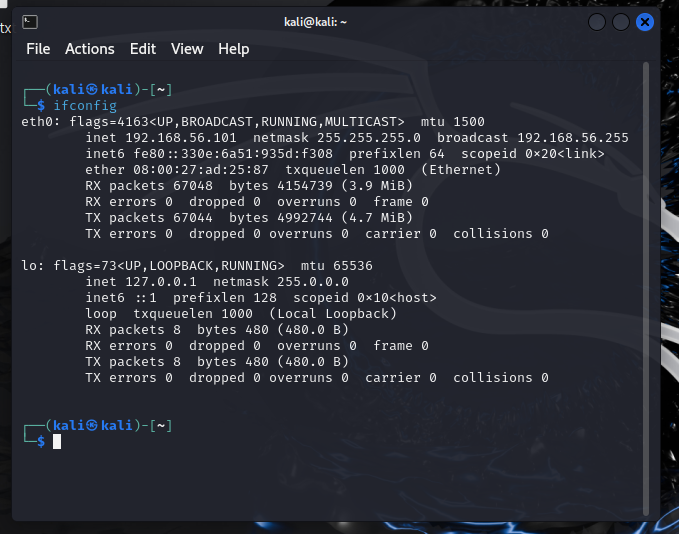 tx
kali@kali: ~
File Actions Edit View Help
┌──(kali㉿kali)-[~]
└─$ ifconfig
eth0: flags=4163<UP,BROADCAST,RUNNING,MULTICAST>  mtu 1500
        inet 192.168.56.101  netmask 255.255.255.0  broadcast 192.168.56.255
        inet6 fe80::330e:6a51:935d:f308  prefixlen 64  scopeid 0×20<link>
        ether 08:00:27:ad:25:87  txqueuelen 1000  (Ethernet)
        RX packets 67048  bytes 4154739 (3.9 MiB)
        RX errors 0  dropped 0  overruns 0  frame 0
        TX packets 67044  bytes 4992744 (4.7 MiB)
        TX errors 0  dropped 0 overruns 0  carrier 0  collisions 0

lo: flags=73<UP,LOOPBACK,RUNNING>  mtu 65536
        inet 127.0.0.1  netmask 255.0.0.0
        inet6 ::1  prefixlen 128  scopeid 0×10<host>
        loop  txqueuelen 1000  (Local Loopback)
        RX packets 8  bytes 480 (480.0 B)
        RX errors 0  dropped 0  overruns 0  frame 0
        TX packets 8  bytes 480 (480.0 B)
        TX errors 0  dropped 0 overruns 0  carrier 0  collisions 0

┌──(kali㉿kali)-[~]
└─$